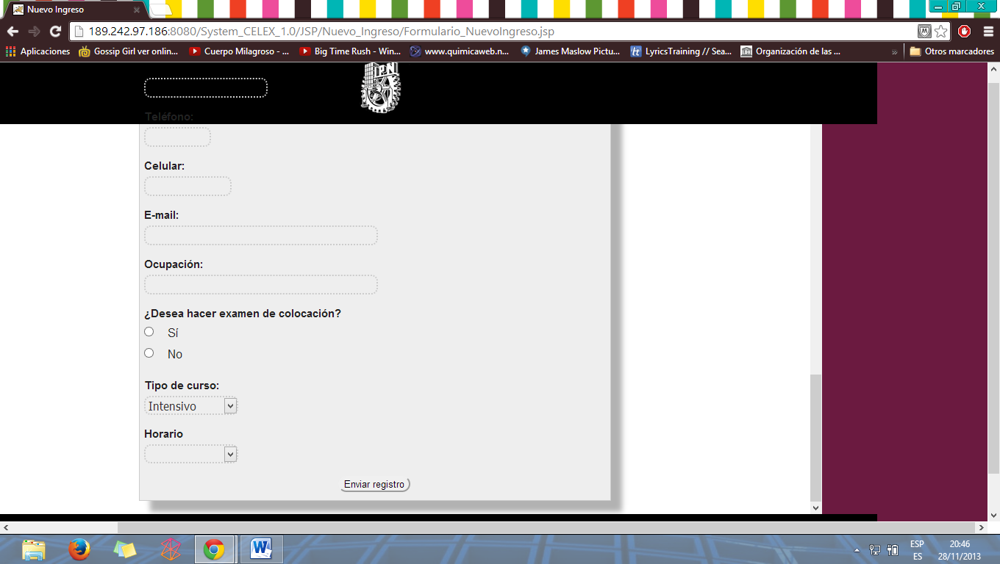 Nuevo Ingreso
189.242.97.186:8080/System_CELEX_1.0/JSP/Nuevo_Ingreso/Formulario_NuevoIngreso.jsp
Aplicaciones Gossip Girl ver onlin... Cuerpo Milagroso - ... Big Time Rush - Win... www.quimicaweb.n... James Maslow Pictu... LyricsTraining // Sea... Organización de las ... » Otros marcadores
IPN
Teléfono:
Celular:
E-mail:
Ocupación:
¿Desea hacer examen de colocación?
Sí
No
Tipo de curso:
Intensivo
Horario
Enviar registro
ESP 20:46
ES 28/11/2013